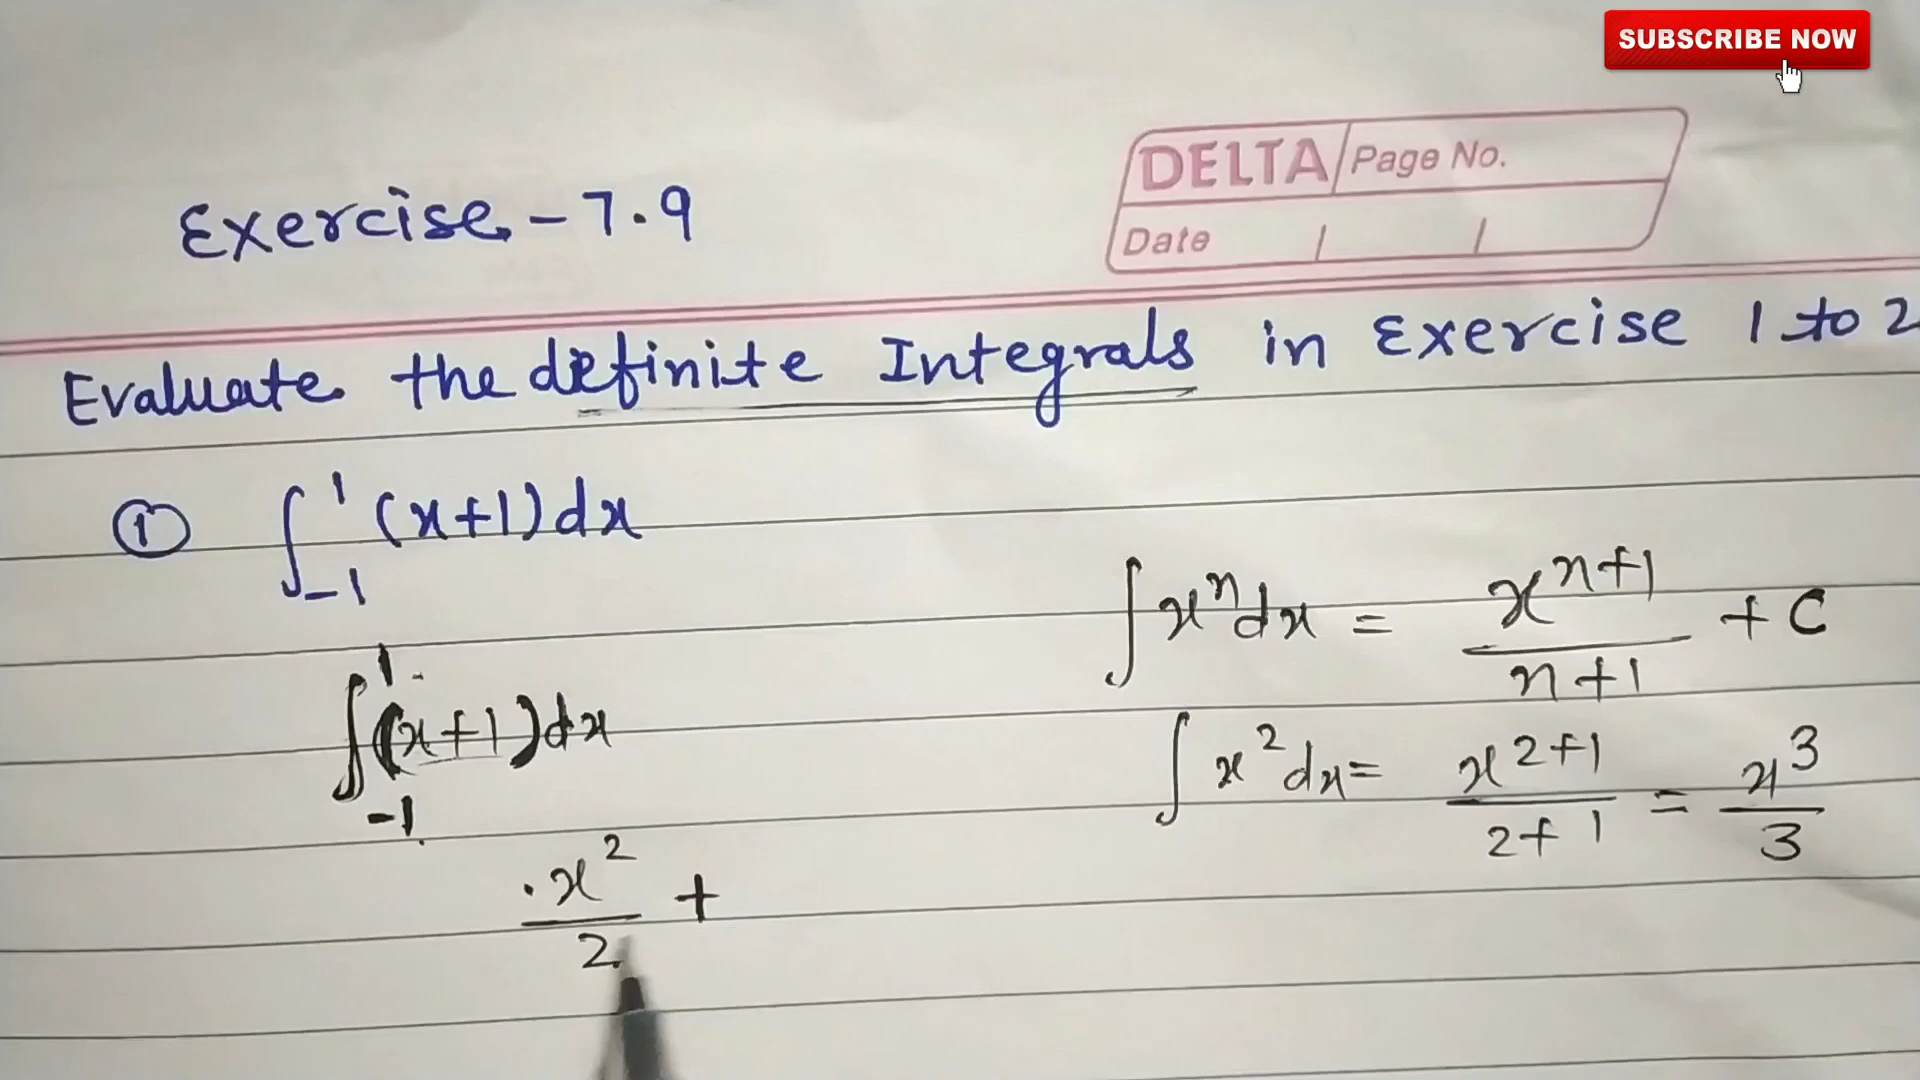 SUBSCRIBE NOW
DELTA Page No.
Date / /
Exercise - 7.9
Evaluate the definite Integrals in Exercise 1 to 2
① ∫₋₁¹ (x+1)dx
∫xⁿdx = xⁿ⁺¹/n+1 + C
∫₋₁¹ (x+1)dx
∫x²dx = x²⁺¹/2+1 = x³/3
x²/2 +